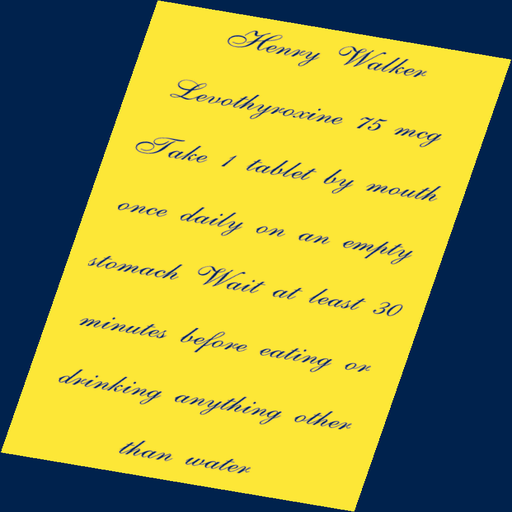 Henry Walker
Levothyroxine 75 mcg
Take 1 tablet by mouth
once daily on an empty
stomach Wait at least 30
minutes before eating or
drinking anything other
than water